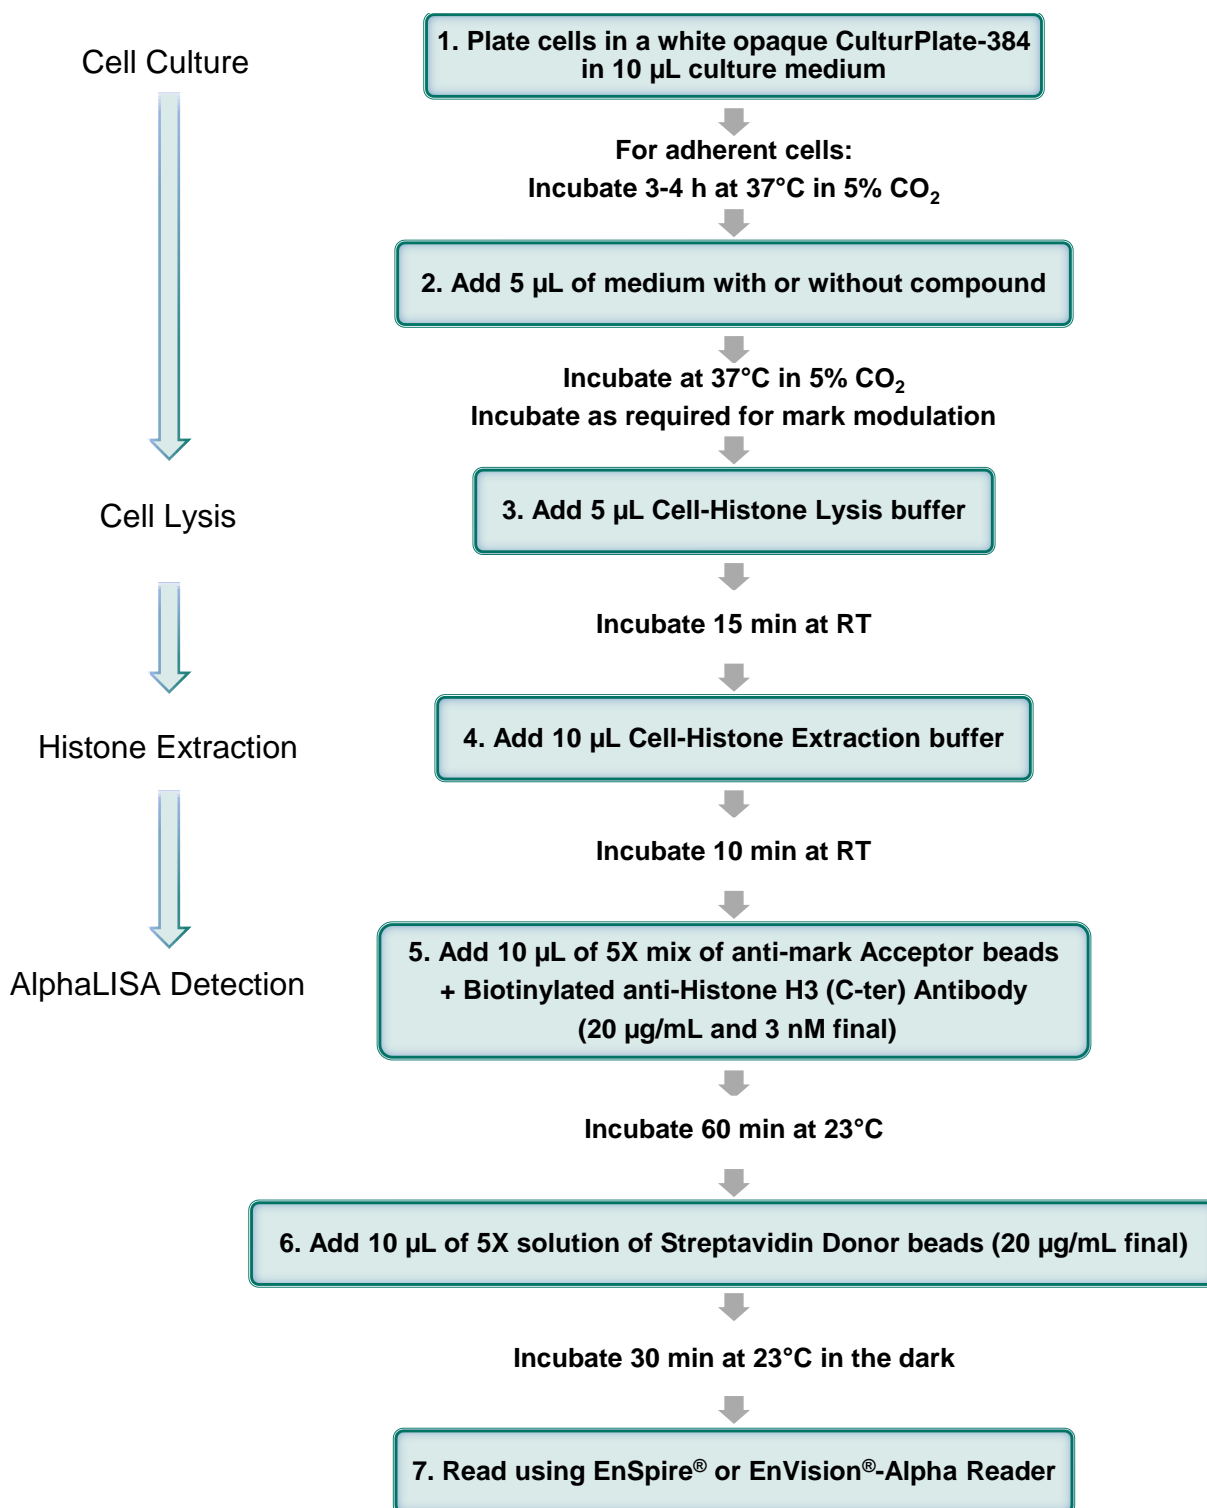 Cell Culture
1. Plate cells in a white opaque CulturPlate-384
in 10 µL culture medium
For adherent cells:
Incubate 3-4 h at 37°C in 5% CO₂
2. Add 5 µL of medium with or without compound
Incubate at 37°C in 5% CO₂
Incubate as required for mark modulation
Cell Lysis
3. Add 5 µL Cell-Histone Lysis buffer
Incubate 15 min at RT
Histone Extraction
4. Add 10 µL Cell-Histone Extraction buffer
Incubate 10 min at RT
AlphaLISA Detection
5. Add 10 µL of 5X mix of anti-mark Acceptor beads
+ Biotinylated anti-Histone H3 (C-ter) Antibody
(20 µg/mL and 3 nM final)
Incubate 60 min at 23°C
6. Add 10 µL of 5X solution of Streptavidin Donor beads (20 µg/mL final)
Incubate 30 min at 23°C in the dark
7. Read using EnSpire® or EnVision®-Alpha Reader